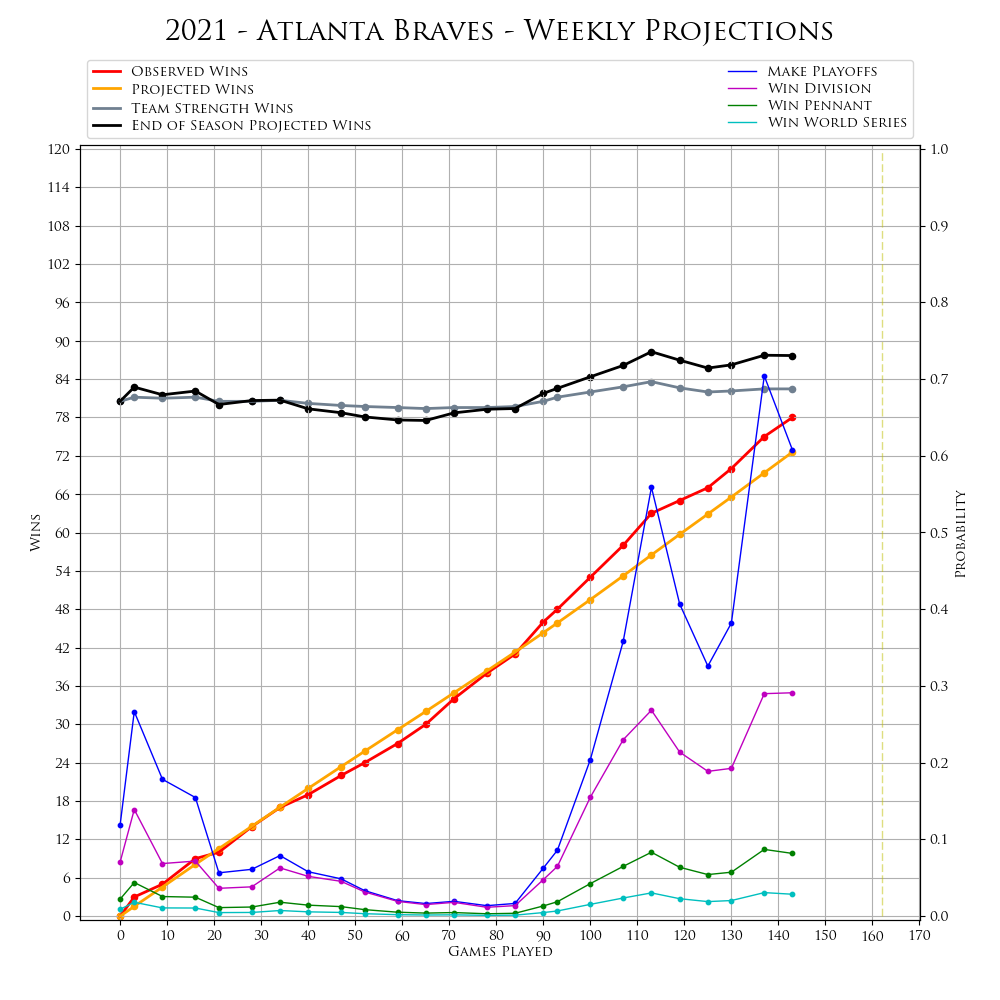 2021 - Atlanta Braves - Weekly Projections
Observed Wins
Projected Wins
Team Strength Wins
End of Season Projected Wins
Make Playoffs
Win Division
Win Pennant
Win World Series
120
114
108
102
96
90
84
78
72
66
60
54
48
42
36
30
24
18
12
6
0
Wins
1.0
0.9
0.8
0.7
0.6
0.5
0.4
0.3
0.2
0.1
0.0
Probability
0 10 20 30 40 50 60 70 80 90 100 110 120 130 140 150 160 170
Games Played